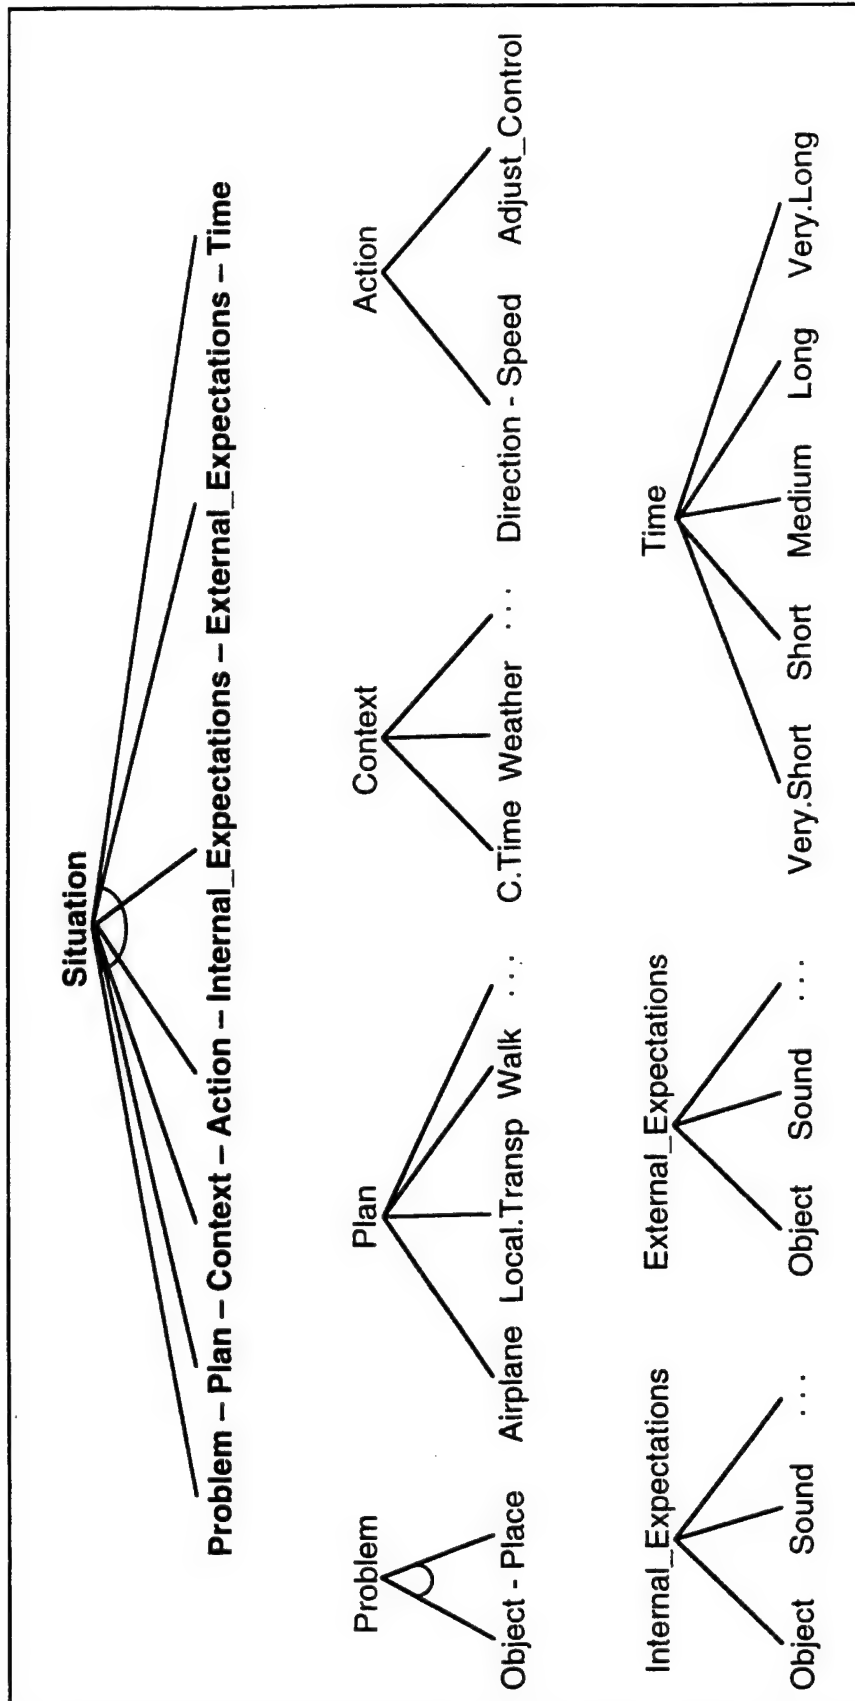 Situation
Problem – Plan – Context – Action – Internal_Expectations – External_Expectations – Time
Problem Plan Context Action
Object - Place Airplane Local.Transp Walk ... C.Time Weather ... Direction - Speed Adjust_Control
Internal_Expectations External_Expectations Time
Object Sound ... Object Sound ... Very.Short Short Medium Long Very.Long